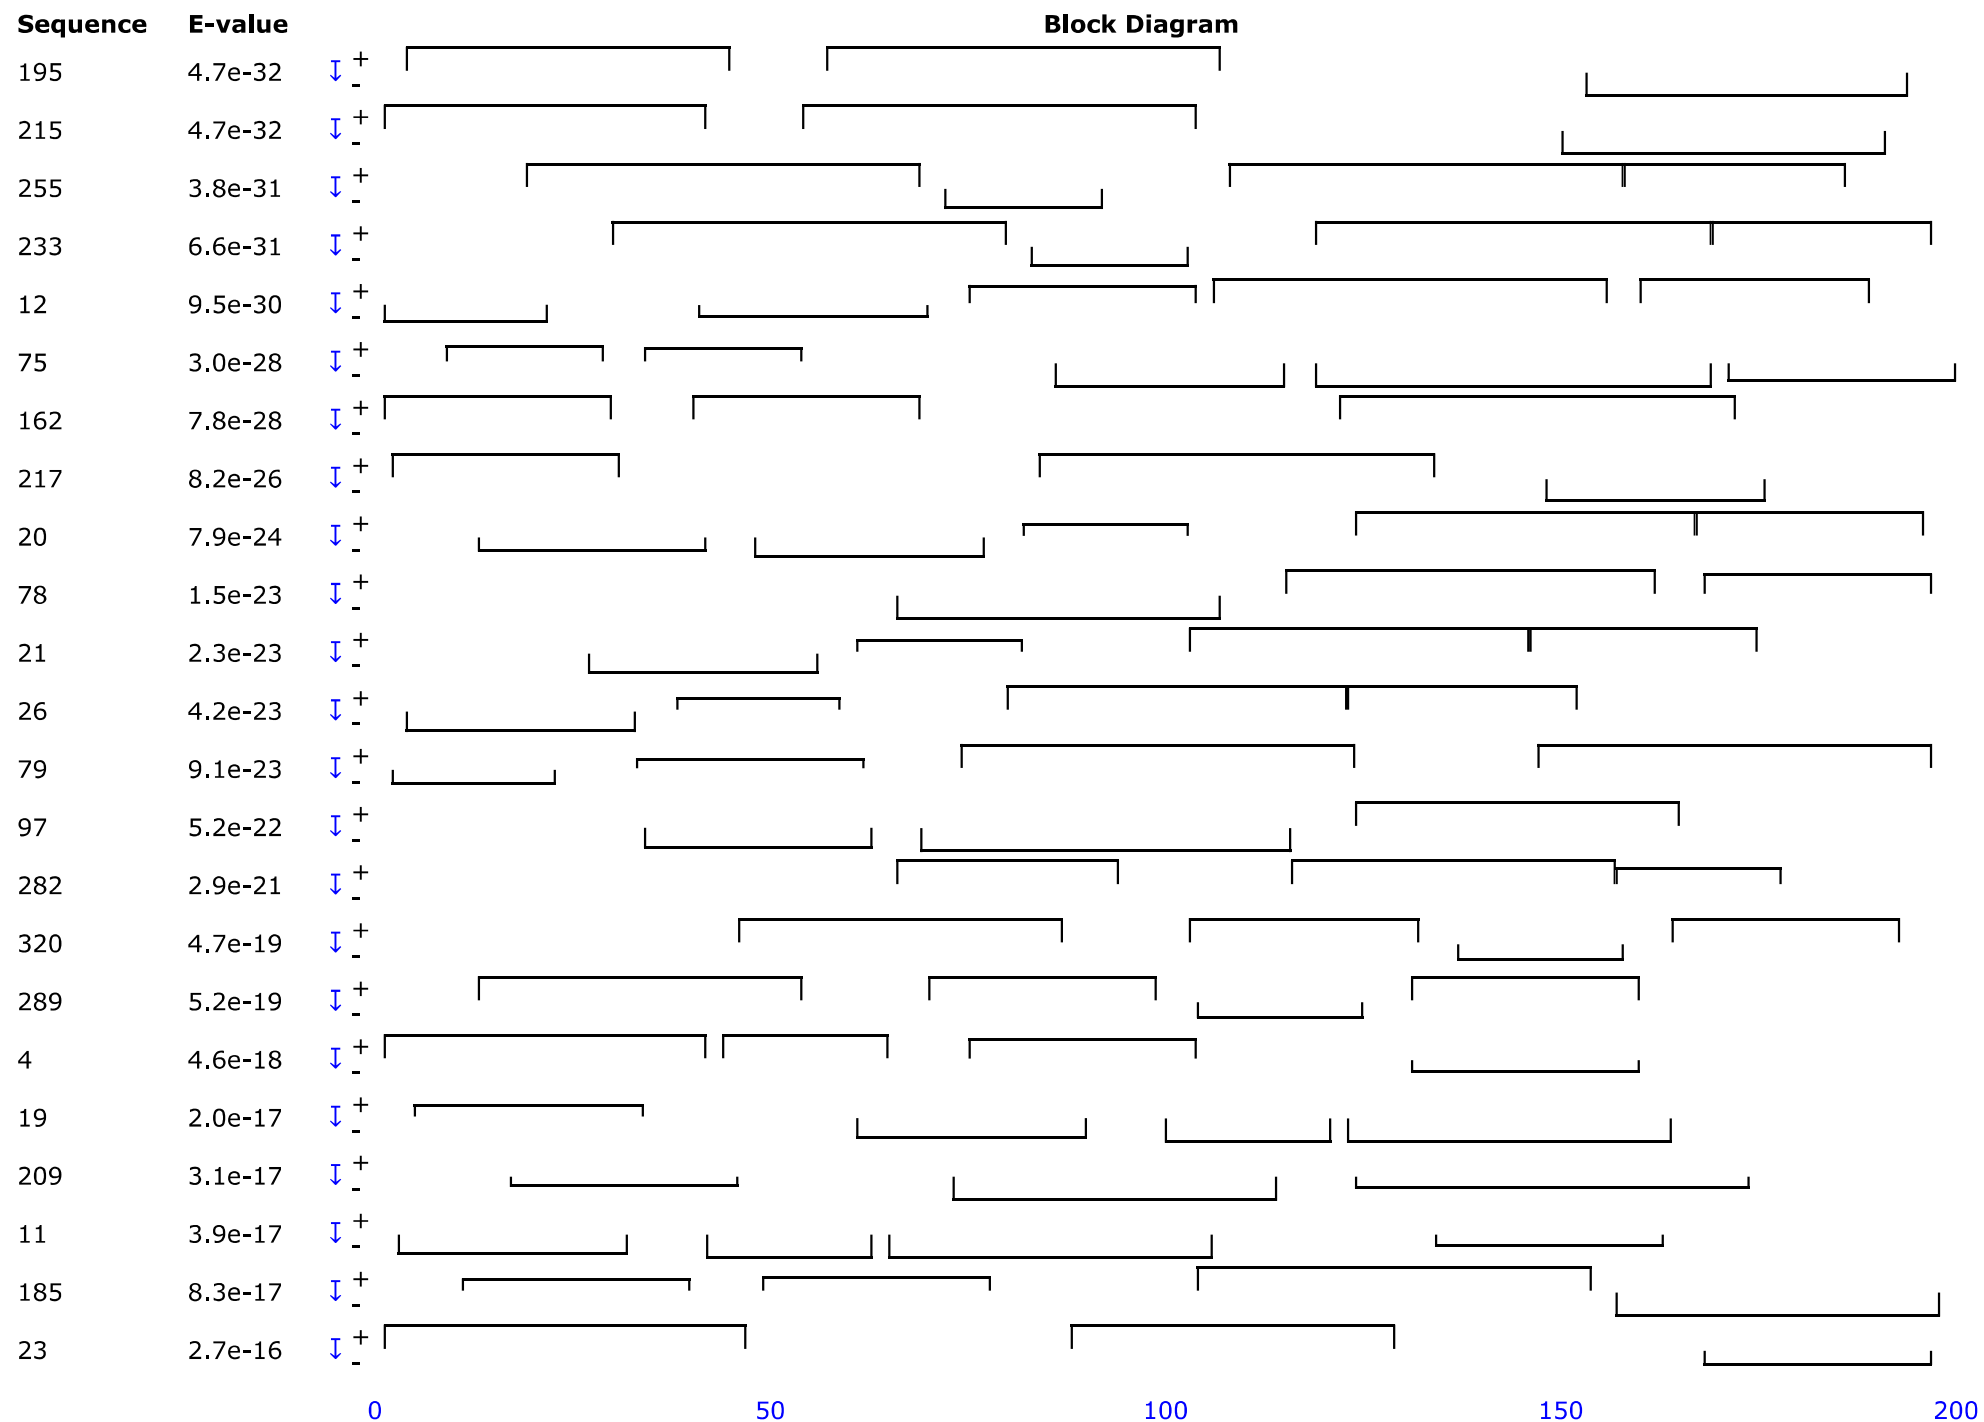 Sequence E-value Block Diagram
195 4.7e-32 ↧ +
-
215 4.7e-32 ↧ +
-
255 3.8e-31 ↧ +
-
233 6.6e-31 ↧ +
-
12 9.5e-30 ↧ +
-
75 3.0e-28 ↧ +
-
162 7.8e-28 ↧ +
-
217 8.2e-26 ↧ +
-
20 7.9e-24 ↧ +
-
78 1.5e-23 ↧ +
-
21 2.3e-23 ↧ +
-
26 4.2e-23 ↧ +
-
79 9.1e-23 ↧ +
-
97 5.2e-22 ↧ +
-
282 2.9e-21 ↧ +
-
320 4.7e-19 ↧ +
-
289 5.2e-19 ↧ +
-
4 4.6e-18 ↧ +
-
19 2.0e-17 ↧ +
-
209 3.1e-17 ↧ +
-
11 3.9e-17 ↧ +
-
185 8.3e-17 ↧ +
-
23 2.7e-16 ↧ +
-
0 50 100 150 200